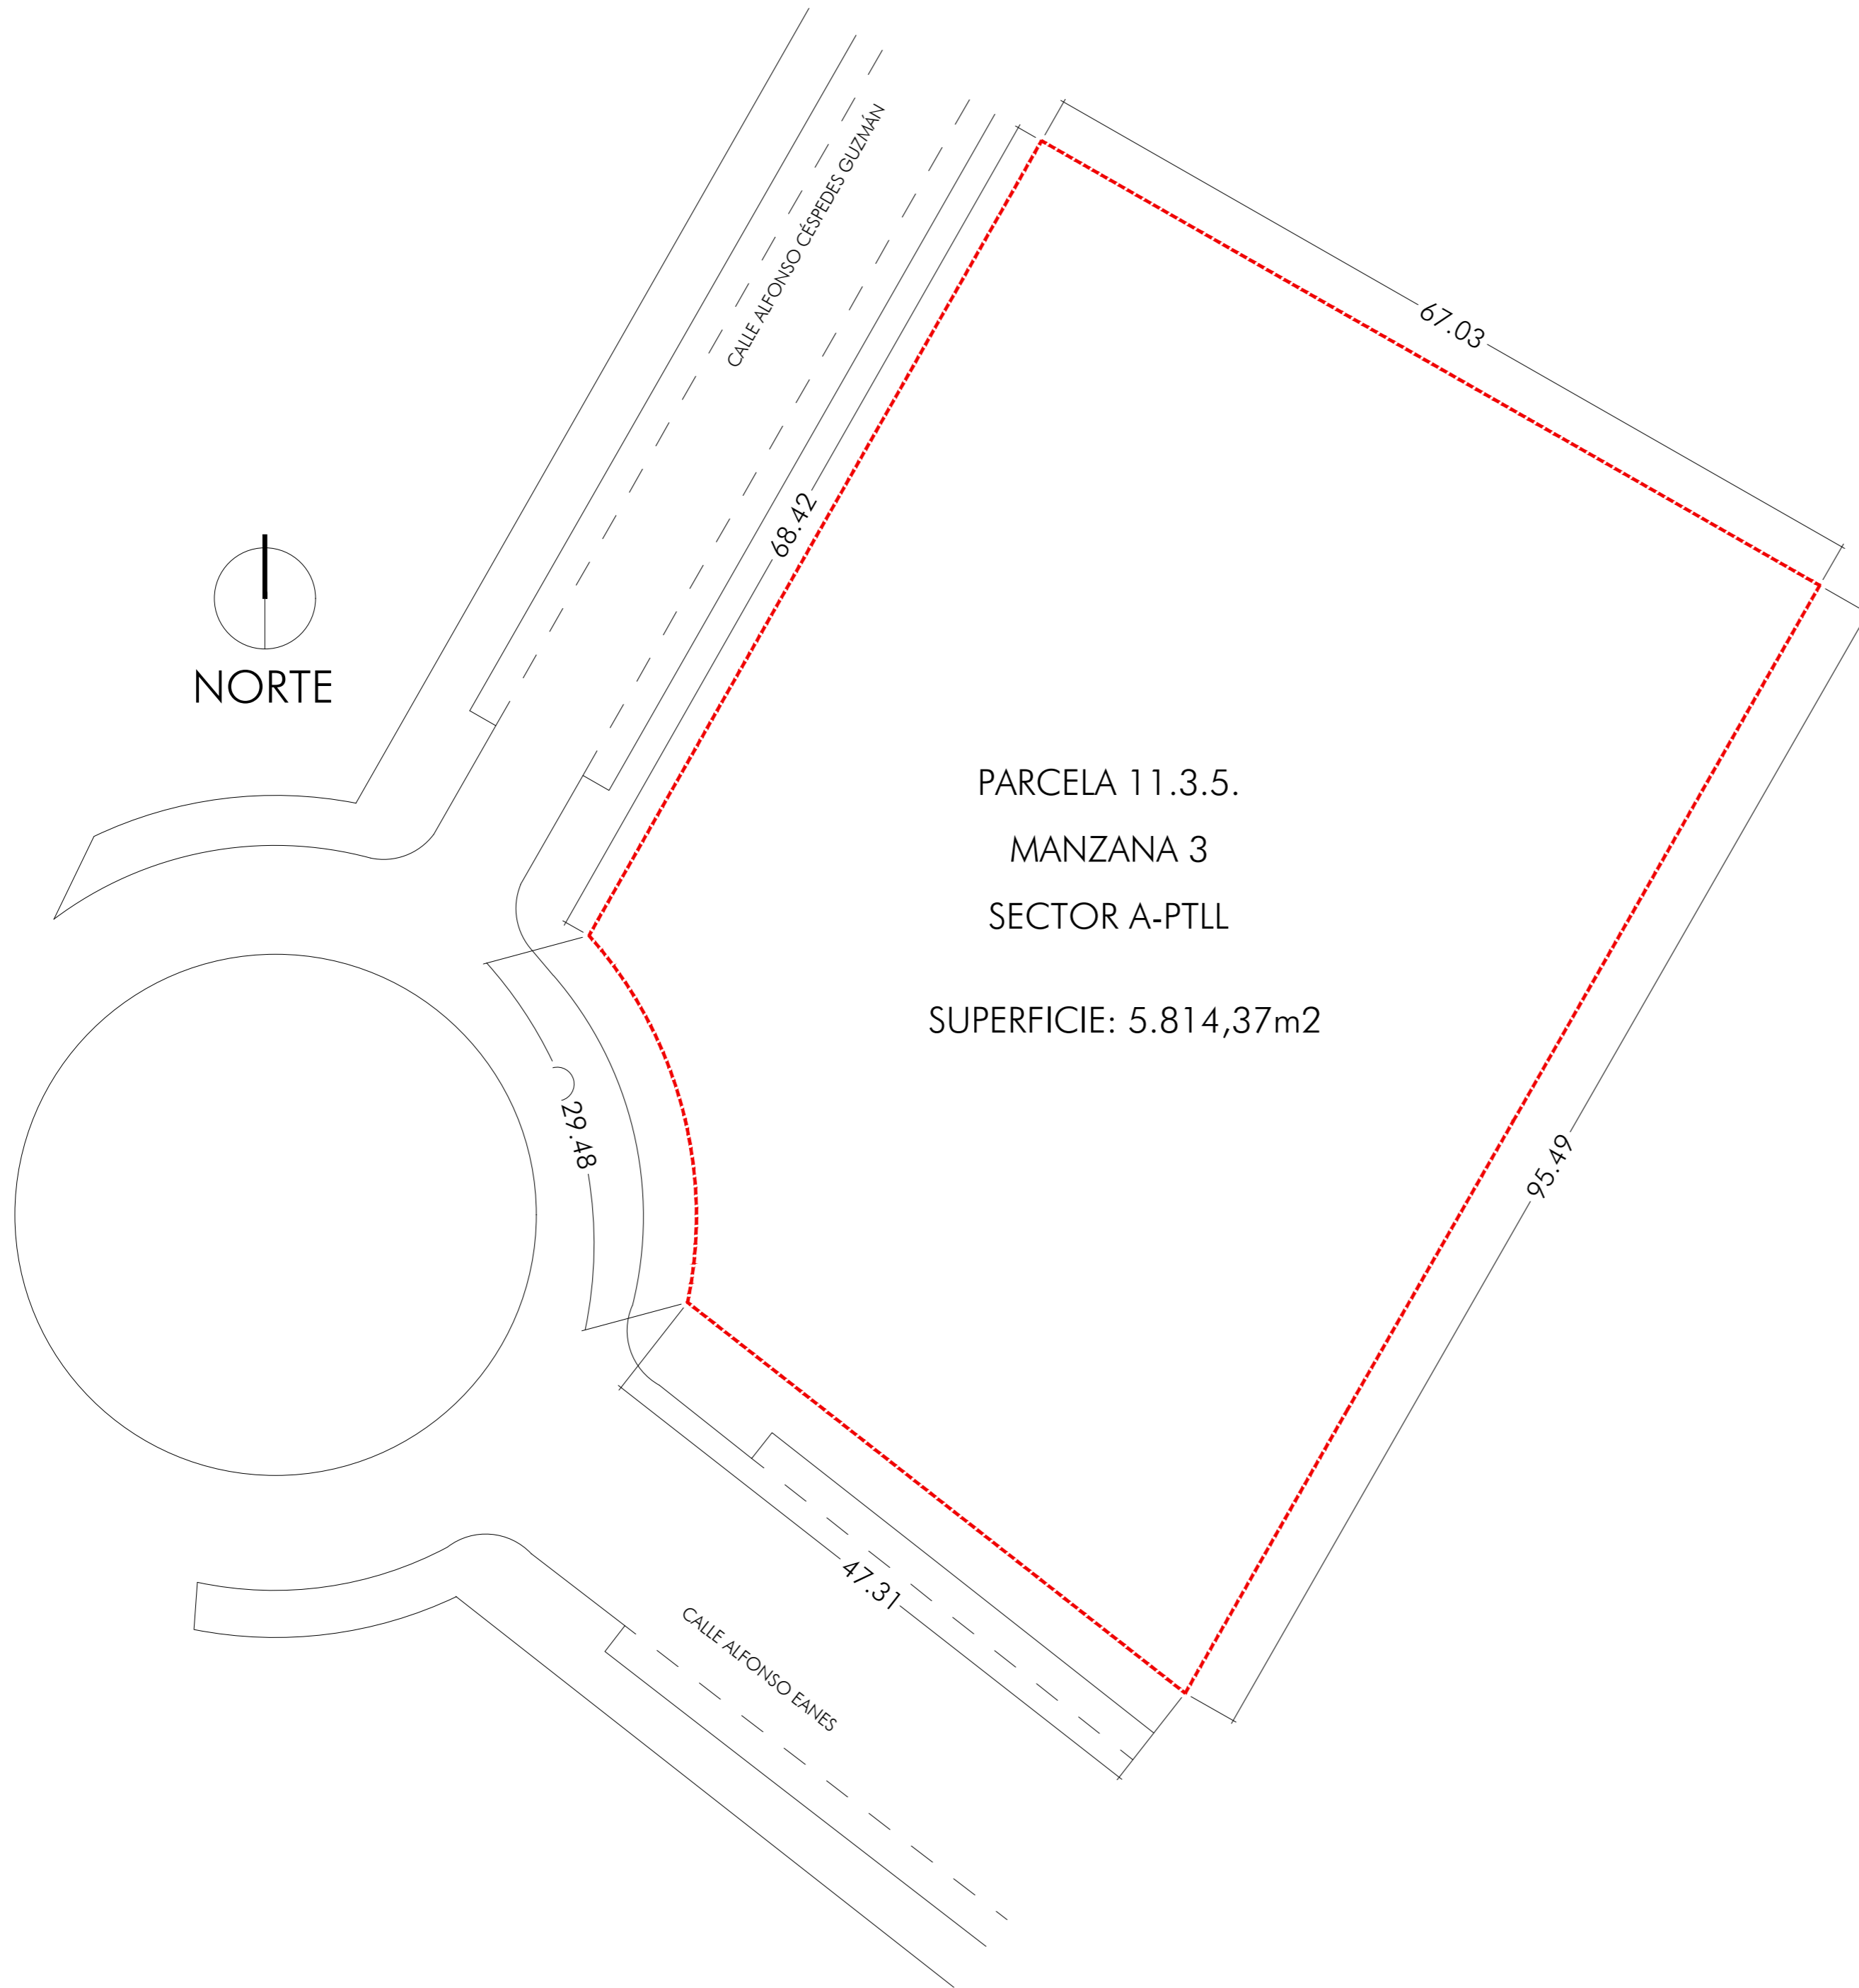 CALLE ALFONSO CÉSPEDES GUZMÁN
67.03
68.42
NORTE
PARCELA 11.3.5.
MANZANA 3
SECTOR A-PTLL
SUPERFICIE: 5.814,37m2
29.48
95.49
47.31
CALLE ALFONSO EANES